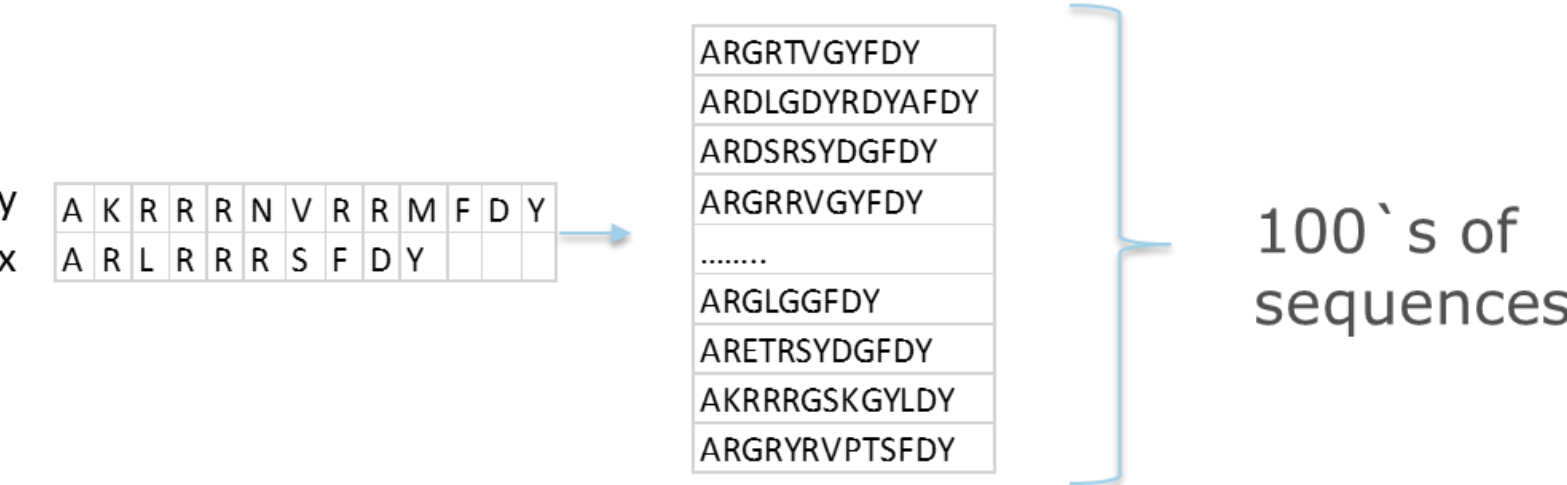 y A K R R R N V R R M F D Y
x A R L R R R S F D Y
ARGRTVGYFDY
ARDLGDYRDYAFDY
ARDSRSYDGFDY
ARGRRVGYFDY
........
ARGLGGFDY
ARETRSYDGFDY
AKRRRGSKGYLDY
ARGRYRVPTSFDY
100`s of
sequences